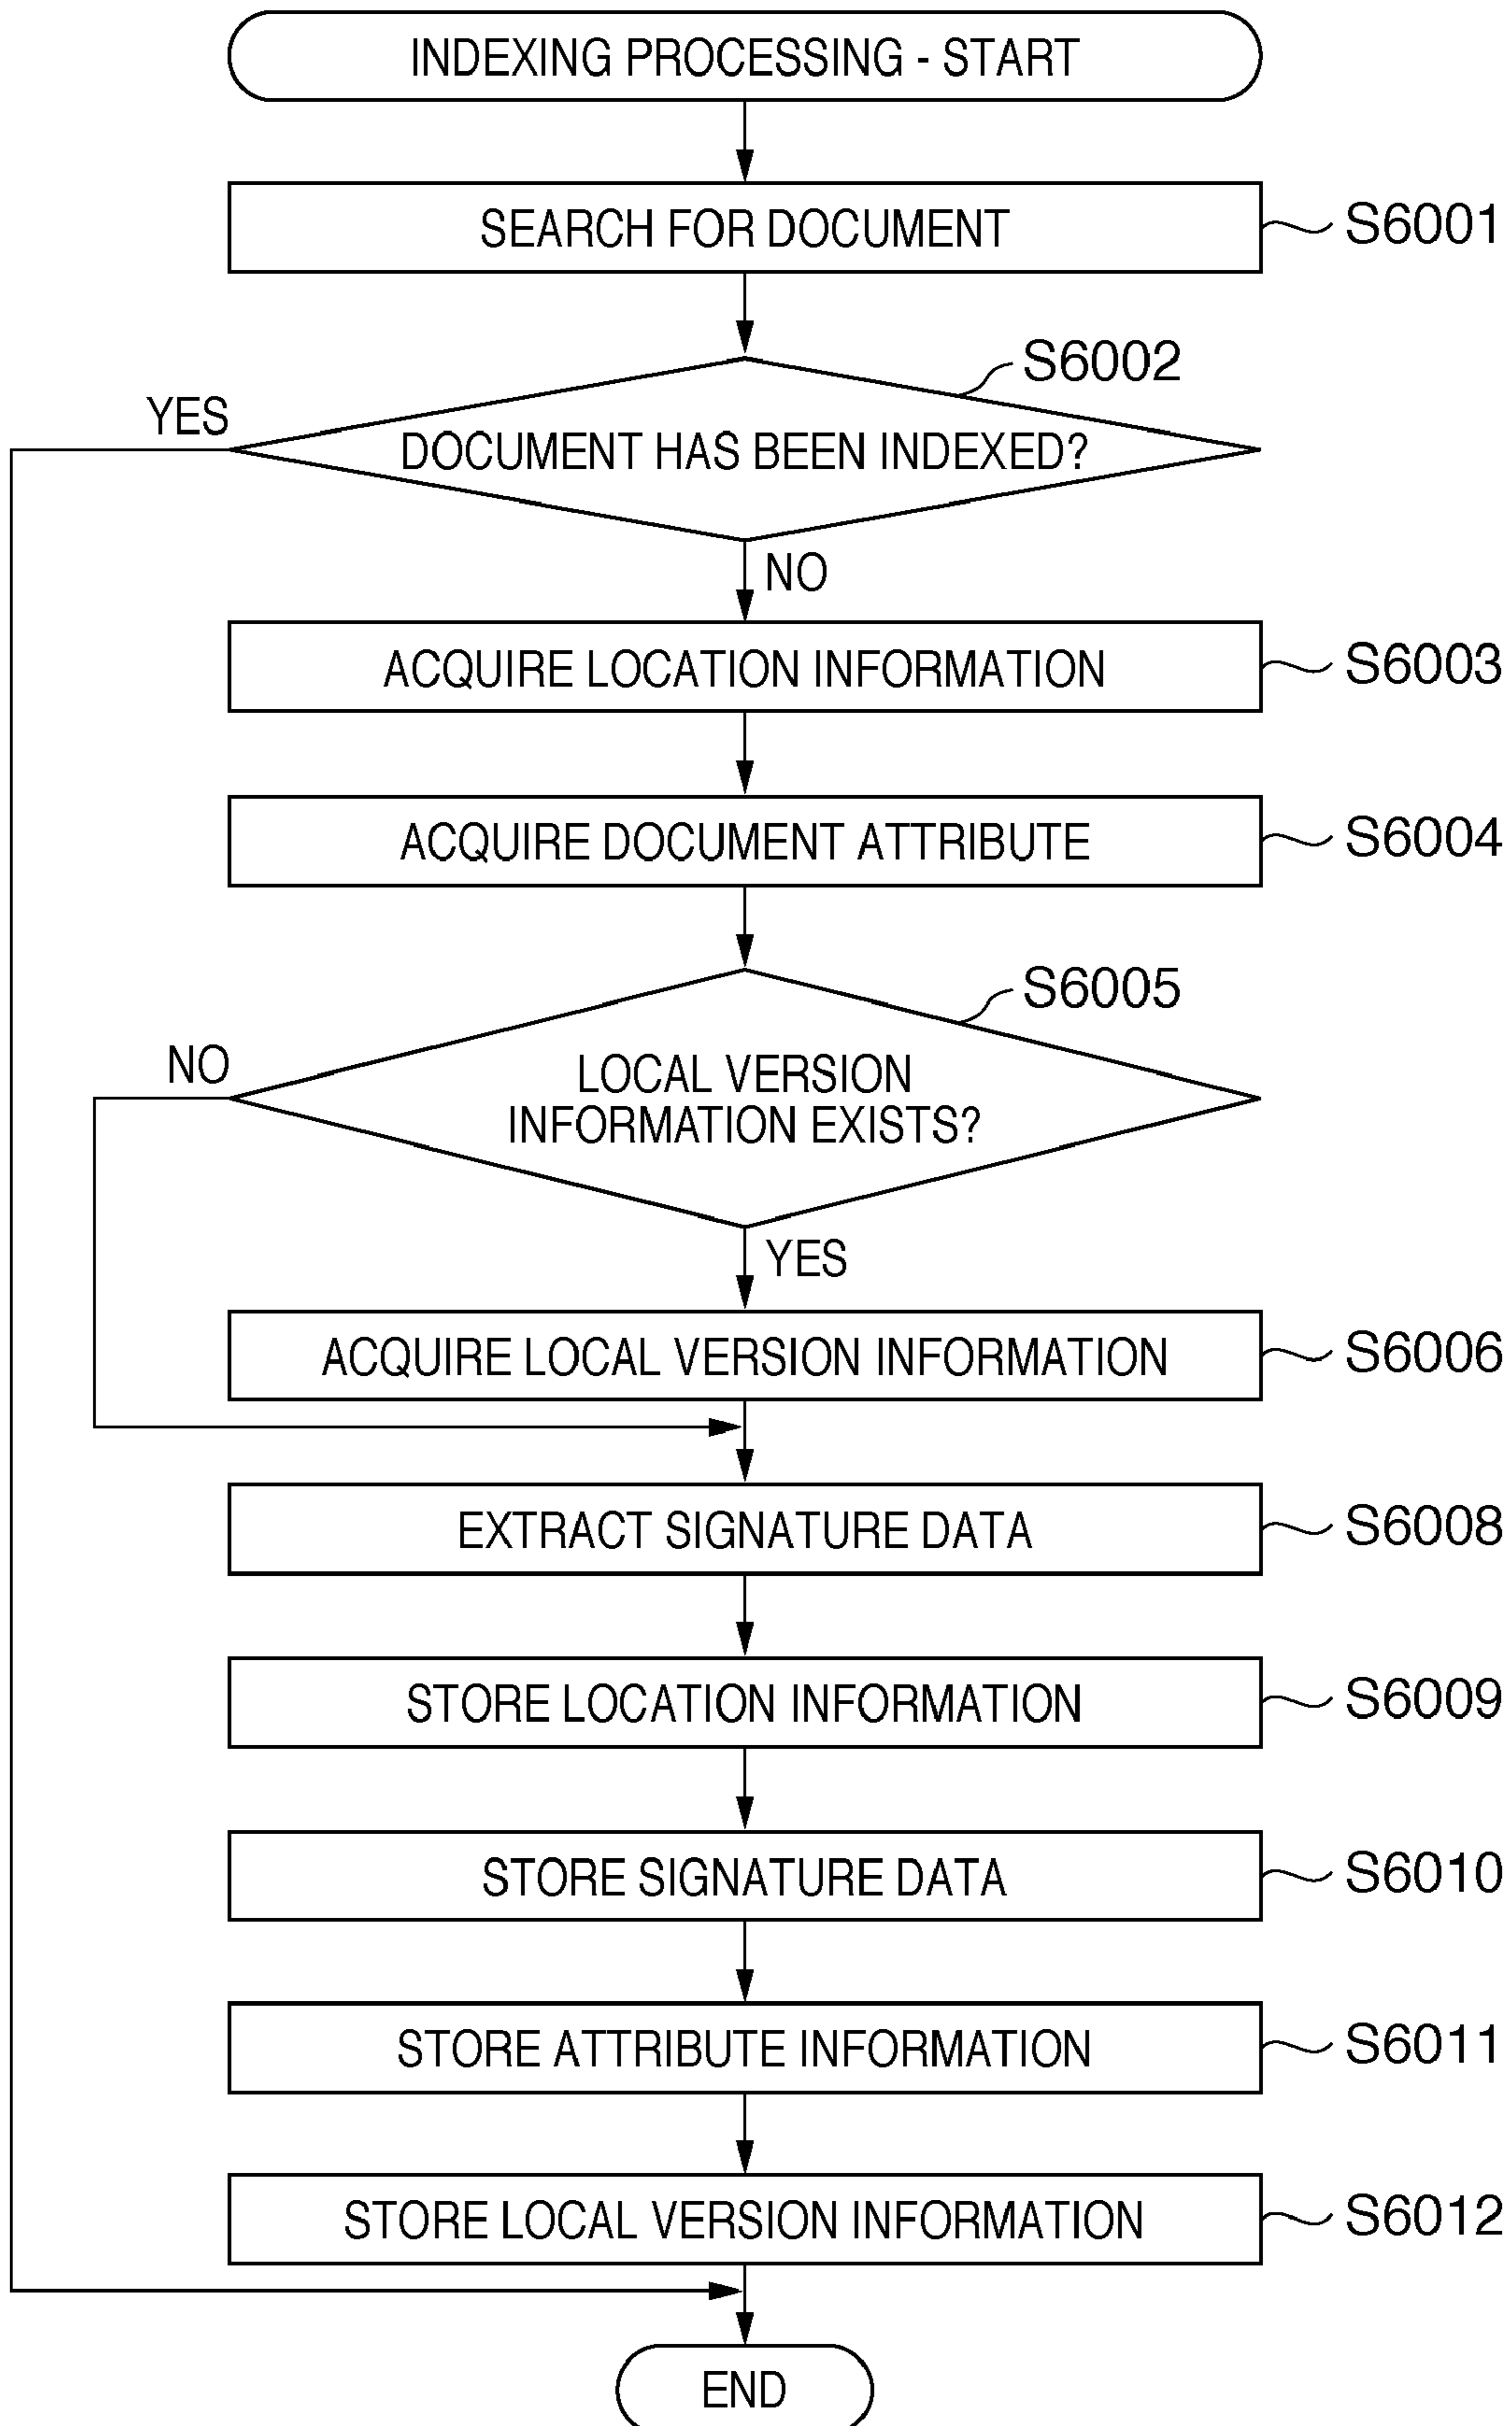 INDEXING PROCESSING - START
SEARCH FOR DOCUMENT
S6001
S6002
YES
DOCUMENT HAS BEEN INDEXED?
NO
ACQUIRE LOCATION INFORMATION
S6003
ACQUIRE DOCUMENT ATTRIBUTE
S6004
S6005
NO
LOCAL VERSION
INFORMATION EXISTS?
YES
ACQUIRE LOCAL VERSION INFORMATION
S6006
EXTRACT SIGNATURE DATA
S6008
STORE LOCATION INFORMATION
S6009
STORE SIGNATURE DATA
S6010
STORE ATTRIBUTE INFORMATION
S6011
STORE LOCAL VERSION INFORMATION
S6012
END